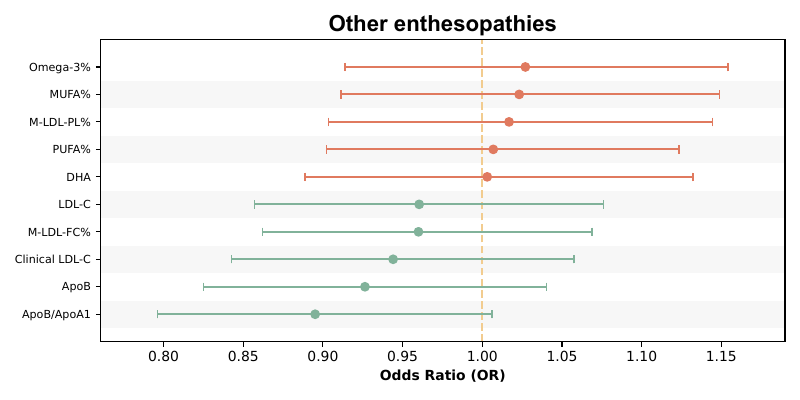 Other enthesopathies
Omega-3%
MUFA%
M-LDL-PL%
PUFA%
DHA
LDL-C
M-LDL-FC%
Clinical LDL-C
ApoB
ApoB/ApoA1
0.80 0.85 0.90 0.95 1.00 1.05 1.10 1.15
Odds Ratio (OR)